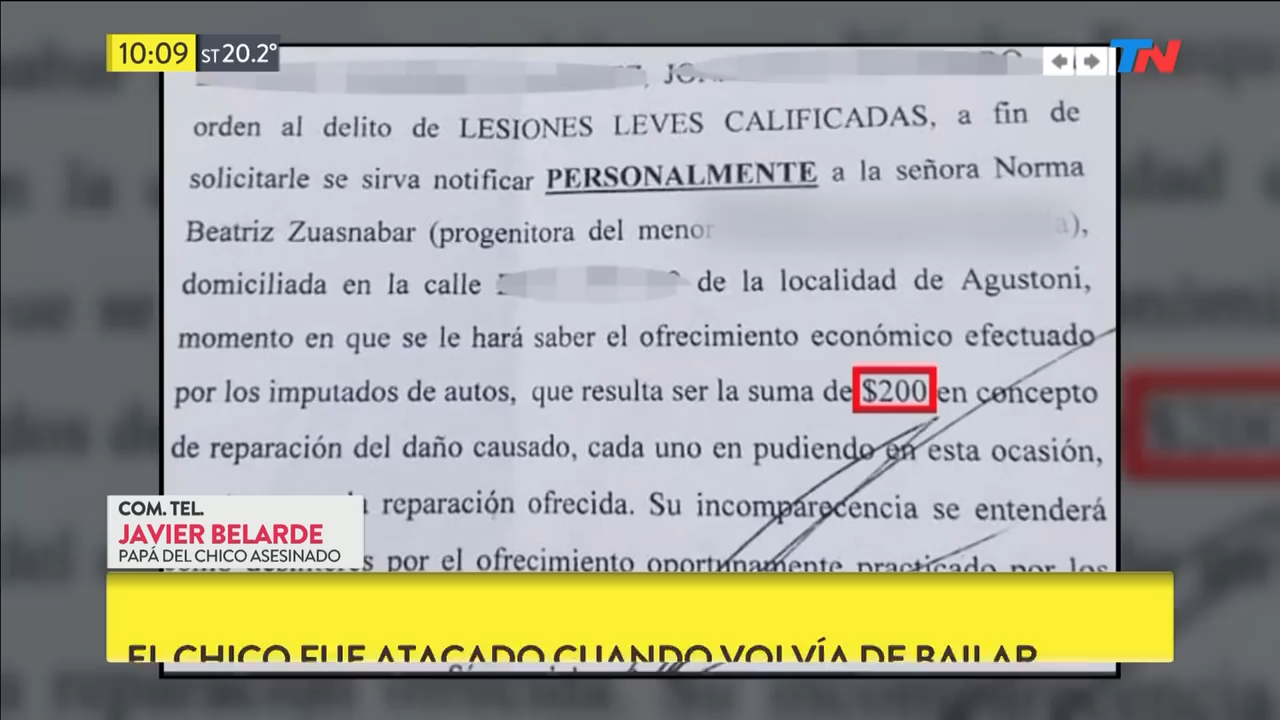 10:09 ST 20.2°
TN
orden al delito de LESIONES LEVES CALIFICADAS, a fin de
solicitarle se sirva notificar PERSONALMENTE a la señora Norma
Beatriz Zuasnabar (progenitora del menor
domiciliada en la calle de la localidad de Agustoni,
momento en que se le hará saber el ofrecimiento económico efectuado
por los imputados de autos, que resulta ser la suma de $200 en concepto
de reparación del daño causado, cada uno en pudiendo en esta ocasión,
reparación ofrecida. Su incomparecencia se entenderá
por el ofrecimiento oportunamente practicado por los
COM. TEL.
JAVIER BELARDE
PAPÁ DEL CHICO ASESINADO
EL CHICO FUE ATACADO CUANDO VOLVÍA DE BAILAR